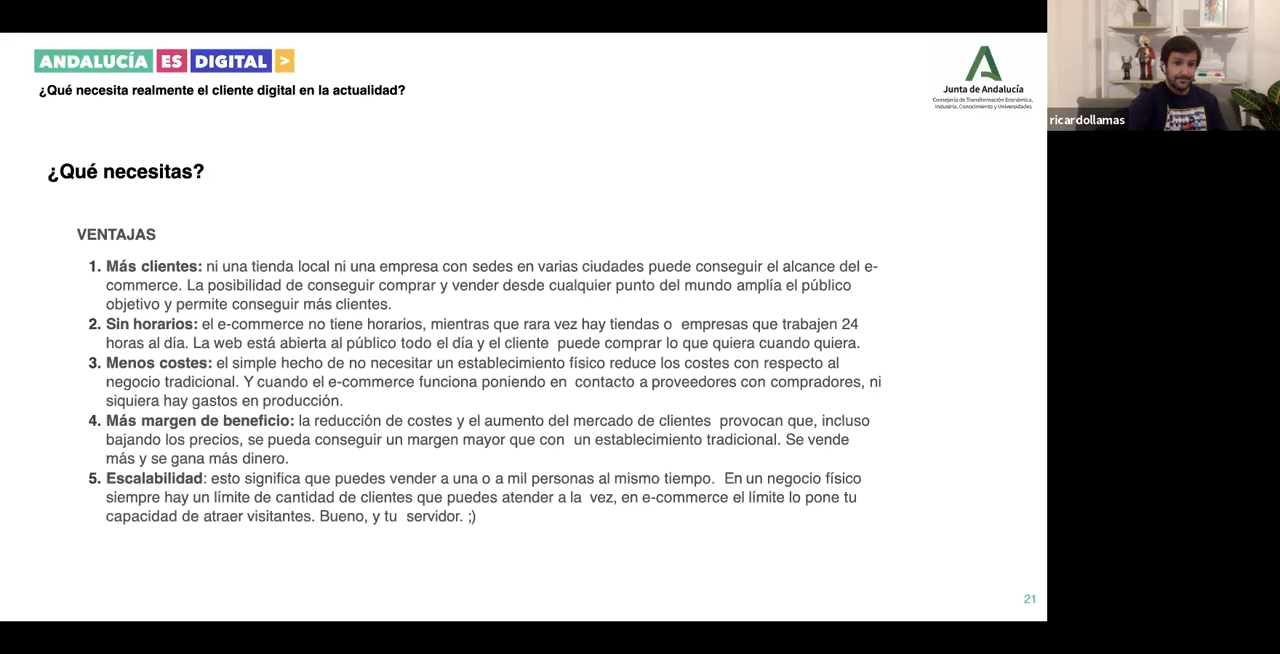 ANDALUCÍA ES DIGITAL >
¿Qué necesita realmente el cliente digital en la actualidad?
Junta de Andalucía
Consejería de Transformación Económica,
Industria, Conocimiento y Universidades
ricardollamas
¿Qué necesitas?
VENTAJAS
1. Más clientes: ni una tienda local ni una empresa con sedes en varias ciudades puede conseguir el alcance del e-
commerce. La posibilidad de conseguir comprar y vender desde cualquier punto del mundo amplía el público
objetivo y permite conseguir más clientes.
2. Sin horarios: el e-commerce no tiene horarios, mientras que rara vez hay tiendas o empresas que trabajen 24
horas al día. La web está abierta al público todo el día y el cliente puede comprar lo que quiera cuando quiera.
3. Menos costes: el simple hecho de no necesitar un establecimiento físico reduce los costes con respecto al
negocio tradicional. Y cuando el e-commerce funciona poniendo en contacto a proveedores con compradores, ni
siquiera hay gastos en producción.
4. Más margen de beneficio: la reducción de costes y el aumento del mercado de clientes provocan que, incluso
bajando los precios, se pueda conseguir un margen mayor que con un establecimiento tradicional. Se vende
más y se gana más dinero.
5. Escalabilidad: esto significa que puedes vender a una o a mil personas al mismo tiempo. En un negocio físico
siempre hay un límite de cantidad de clientes que puedes atender a la vez, en e-commerce el límite lo pone tu
capacidad de atraer visitantes. Bueno, y tu servidor. ;)
21